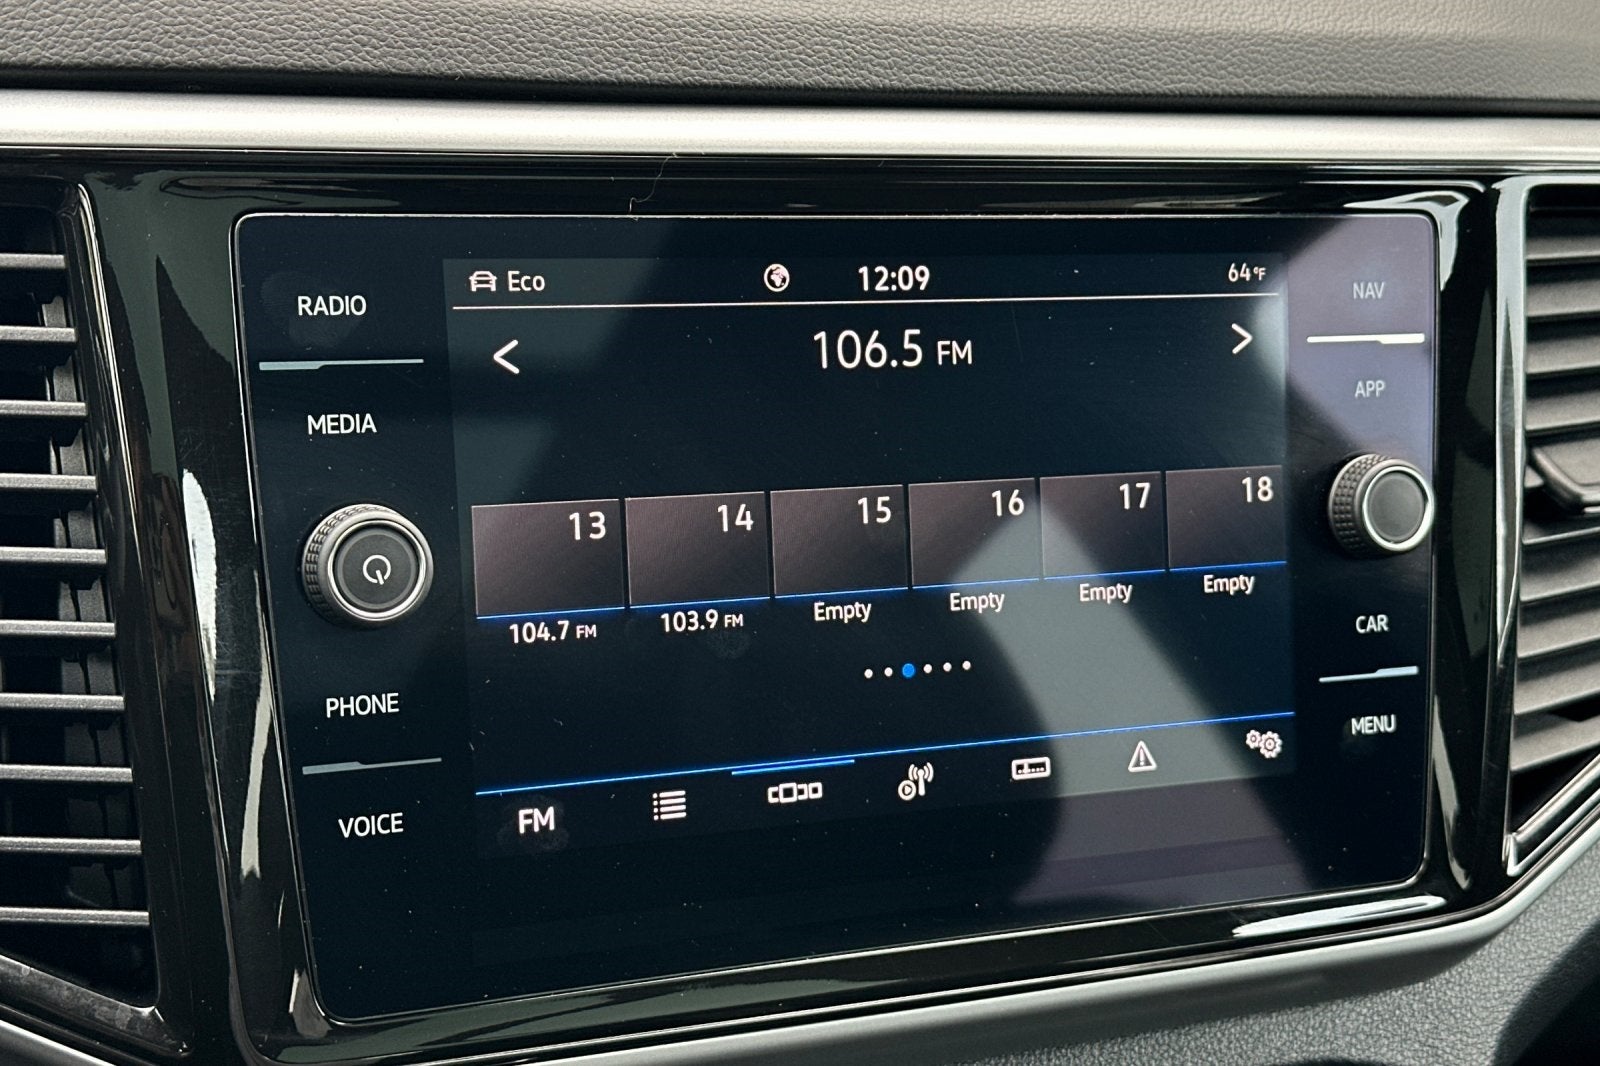 RADIO
MEDIA
PHONE
VOICE
Eco
12:09
64°F
106.5 FM
13
14
15
16
17
18
104.7 FM
103.9 FM
Empty
Empty
Empty
Empty
FM
NAV
APP
CAR
MENU